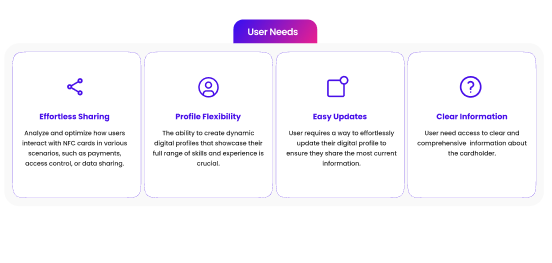 User Needs
Effortless Sharing
Analyze and optimize how users
interact with NFC cards in various
scenarios, such as payments,
access control, or data sharing.
Profile Flexibility
The ability to create dynamic
digital profiles that showcase their
full range of skills and experience is
crucial.
Easy Updates
User requires a way to effortlessly
update their digital profile to
ensure they share the most current
information.
Clear Information
User need access to clear and
comprehensive information about
the cardholder.